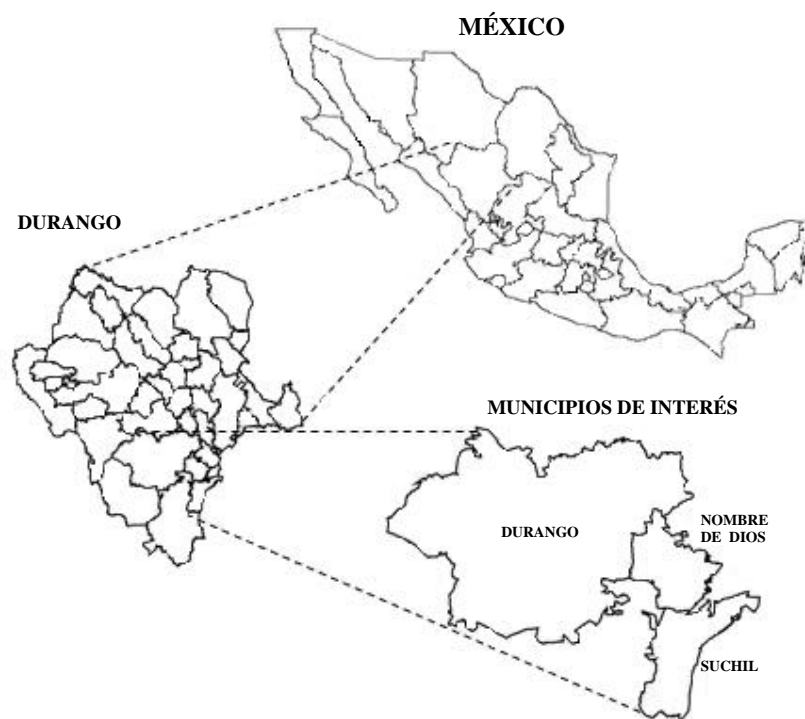 MÉXICO
DURANGO
MUNICIPIOS DE INTERÉS
DURANGO
NOMBRE
DE DIOS
SUCHIL